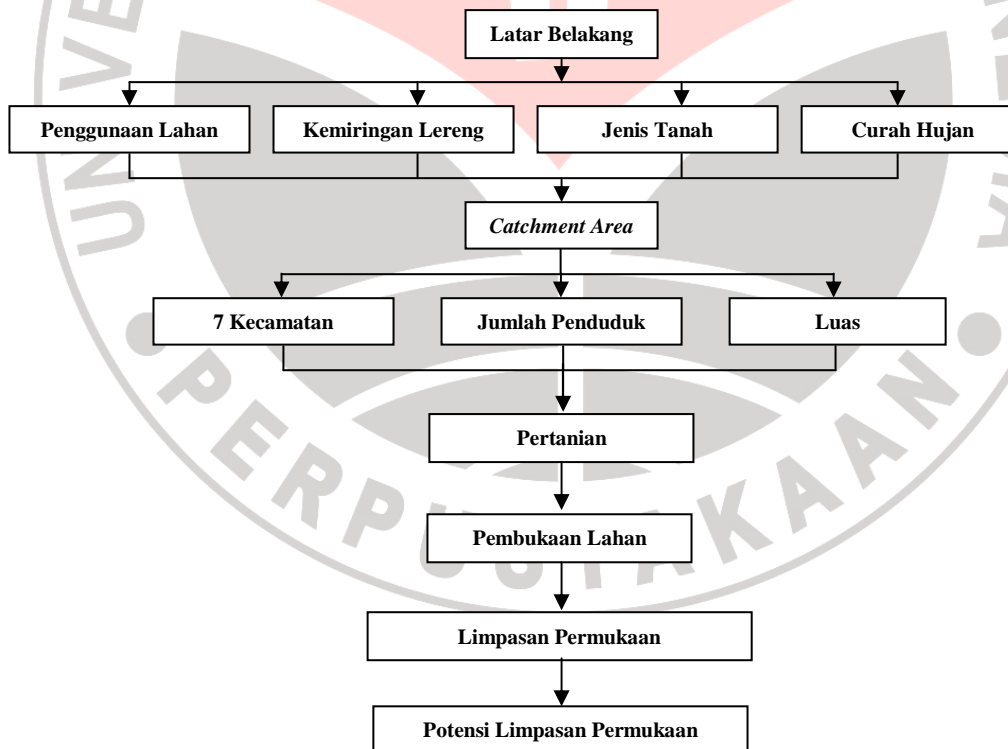 Latar Belakang
Penggunaan Lahan
Kemiringan Lereng
Jenis Tanah
Curah Hujan
Catchment Area
7 Kecamatan
Jumlah Penduduk
Luas
Pertanian
Pembukaan Lahan
Limpasan Permukaan
Potensi Limpasan Permukaan
PERPUSTAKAAN